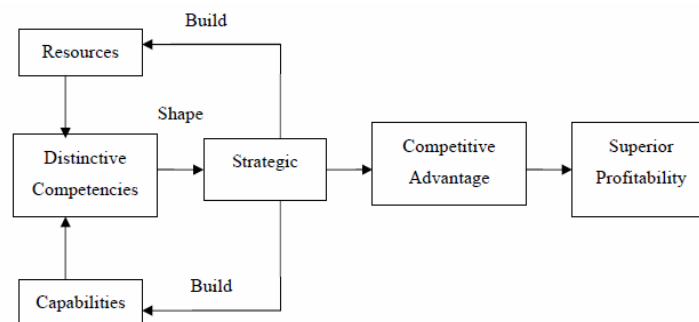 Build
Resources
Shape
Distinctive
Competencies
Strategic
Competitive
Advantage
Superior
Profitability
Build
Capabilities